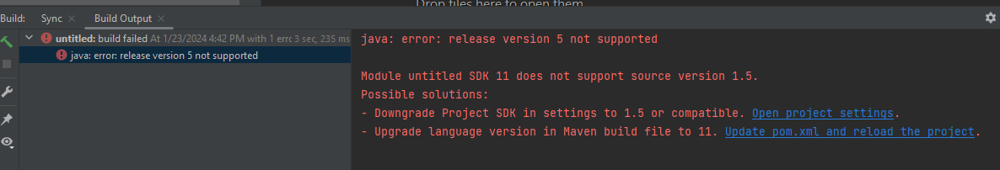 Drop files here to open them
Build: Sync × Build Output ×
untitled: build failed At 1/23/2024 4:42 PM with 1 errc 3 sec, 235 ms
java: error: release version 5 not supported
java: error: release version 5 not supported
Module untitled SDK 11 does not support source version 1.5.
Possible solutions:
- Downgrade Project SDK in settings to 1.5 or compatible. Open project settings.
- Upgrade language version in Maven build file to 11. Update pom.xml and reload the project.